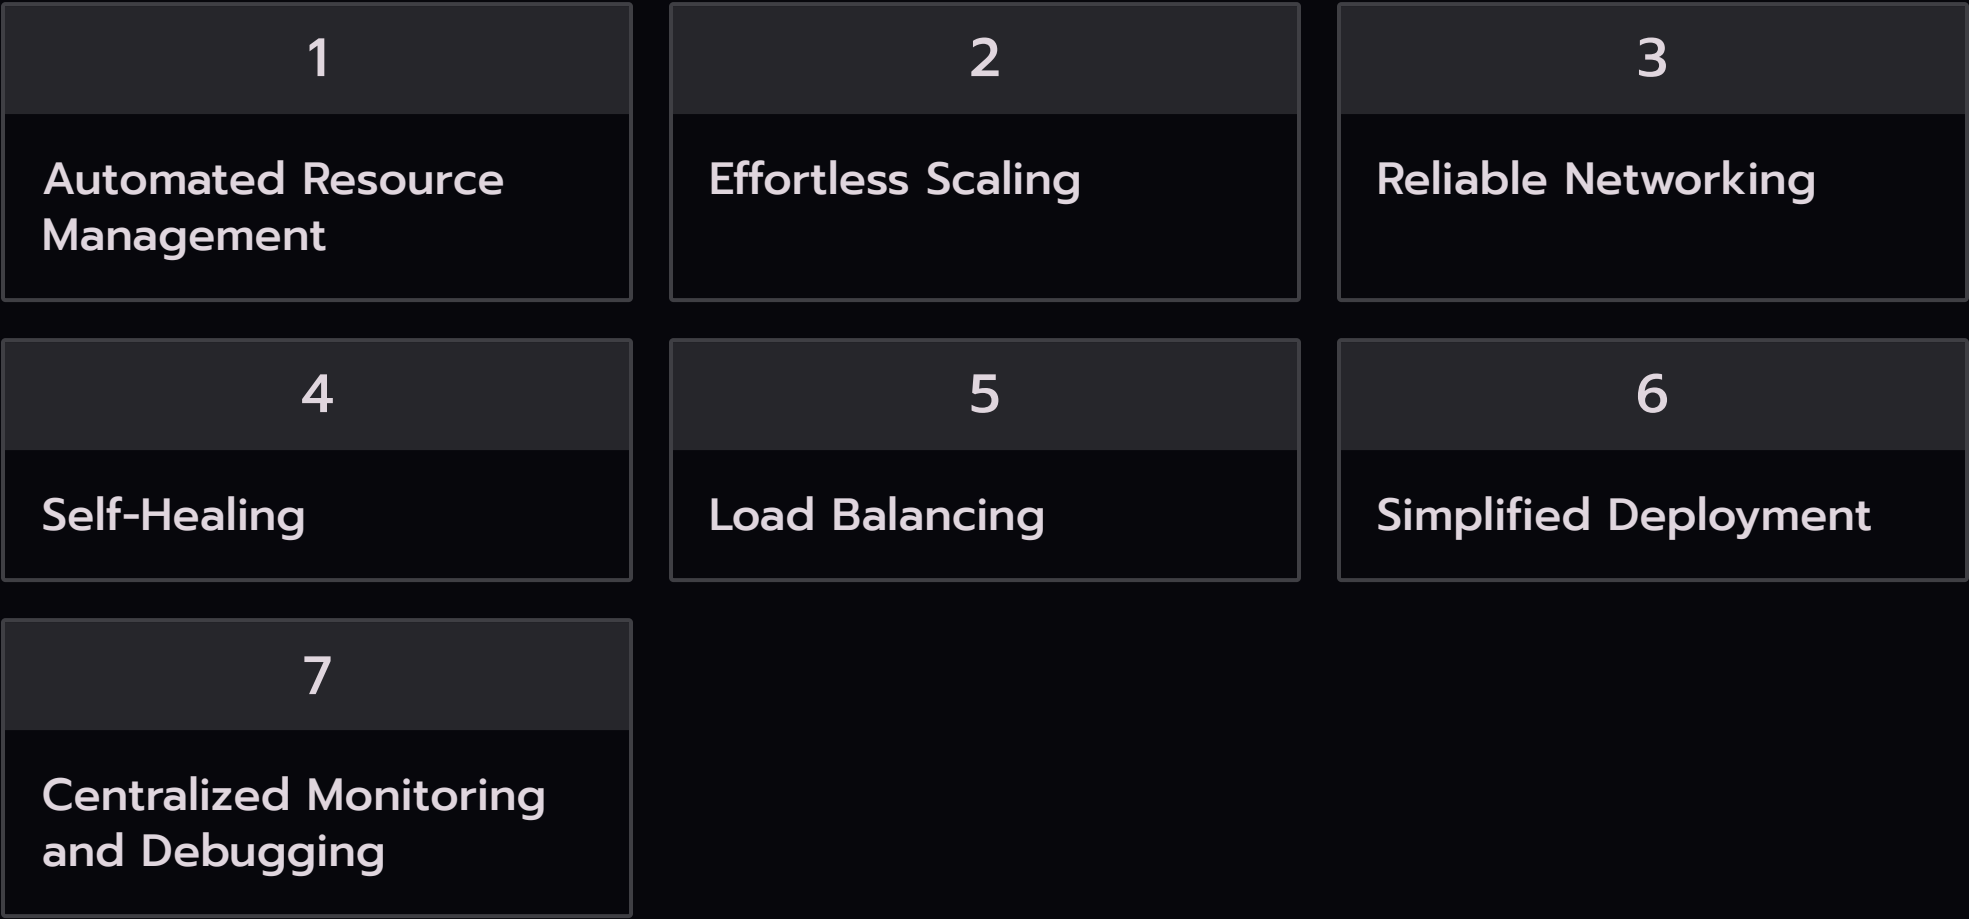 1
Automated Resource
Management
2
Effortless Scaling
3
Reliable Networking
4
Self-Healing
5
Load Balancing
6
Simplified Deployment
7
Centralized Monitoring
and Debugging